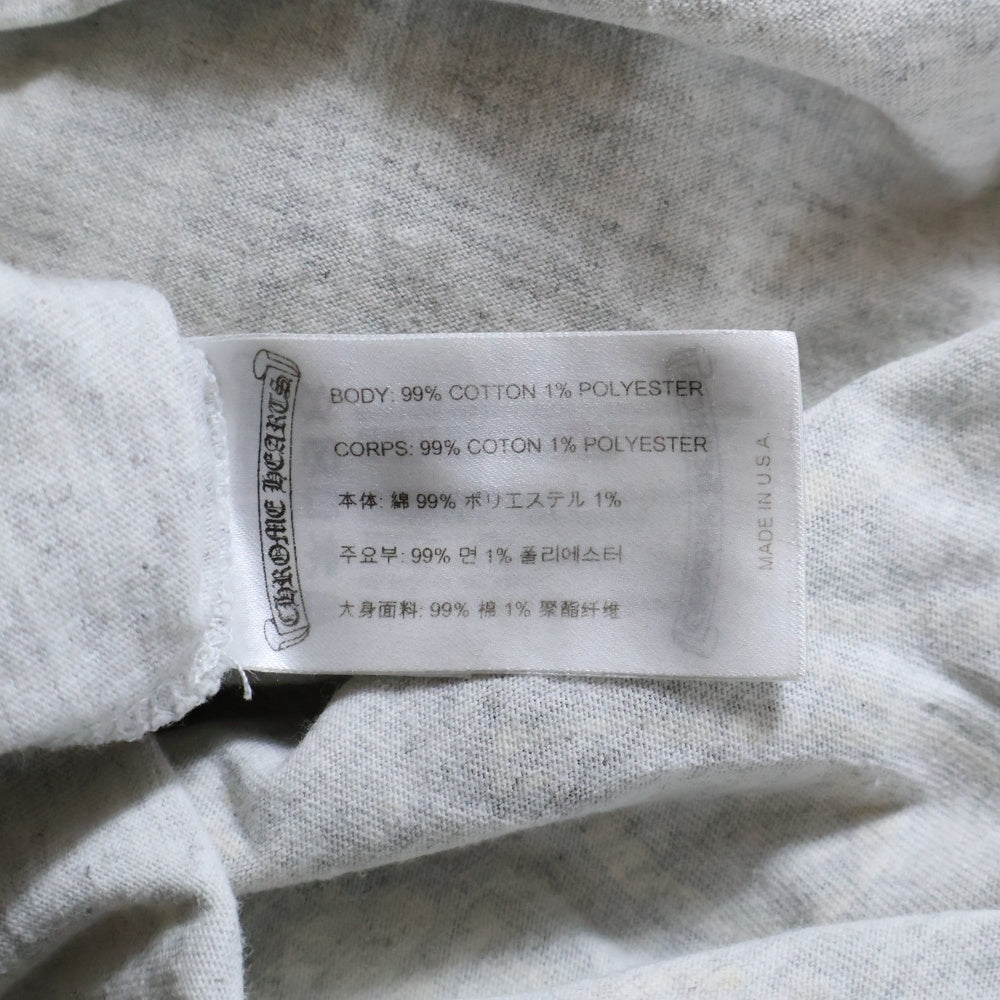 CHROME HEARTS
BODY: 99% COTTON 1% POLYESTER
CORPS: 99% COTON 1% POLYESTER
本体: 綿 99% ポリエステル 1%
주요부: 99% 면 1% 폴리에스터
大身面料: 99% 棉 1% 聚酯纤维
MADE IN U.S.A.